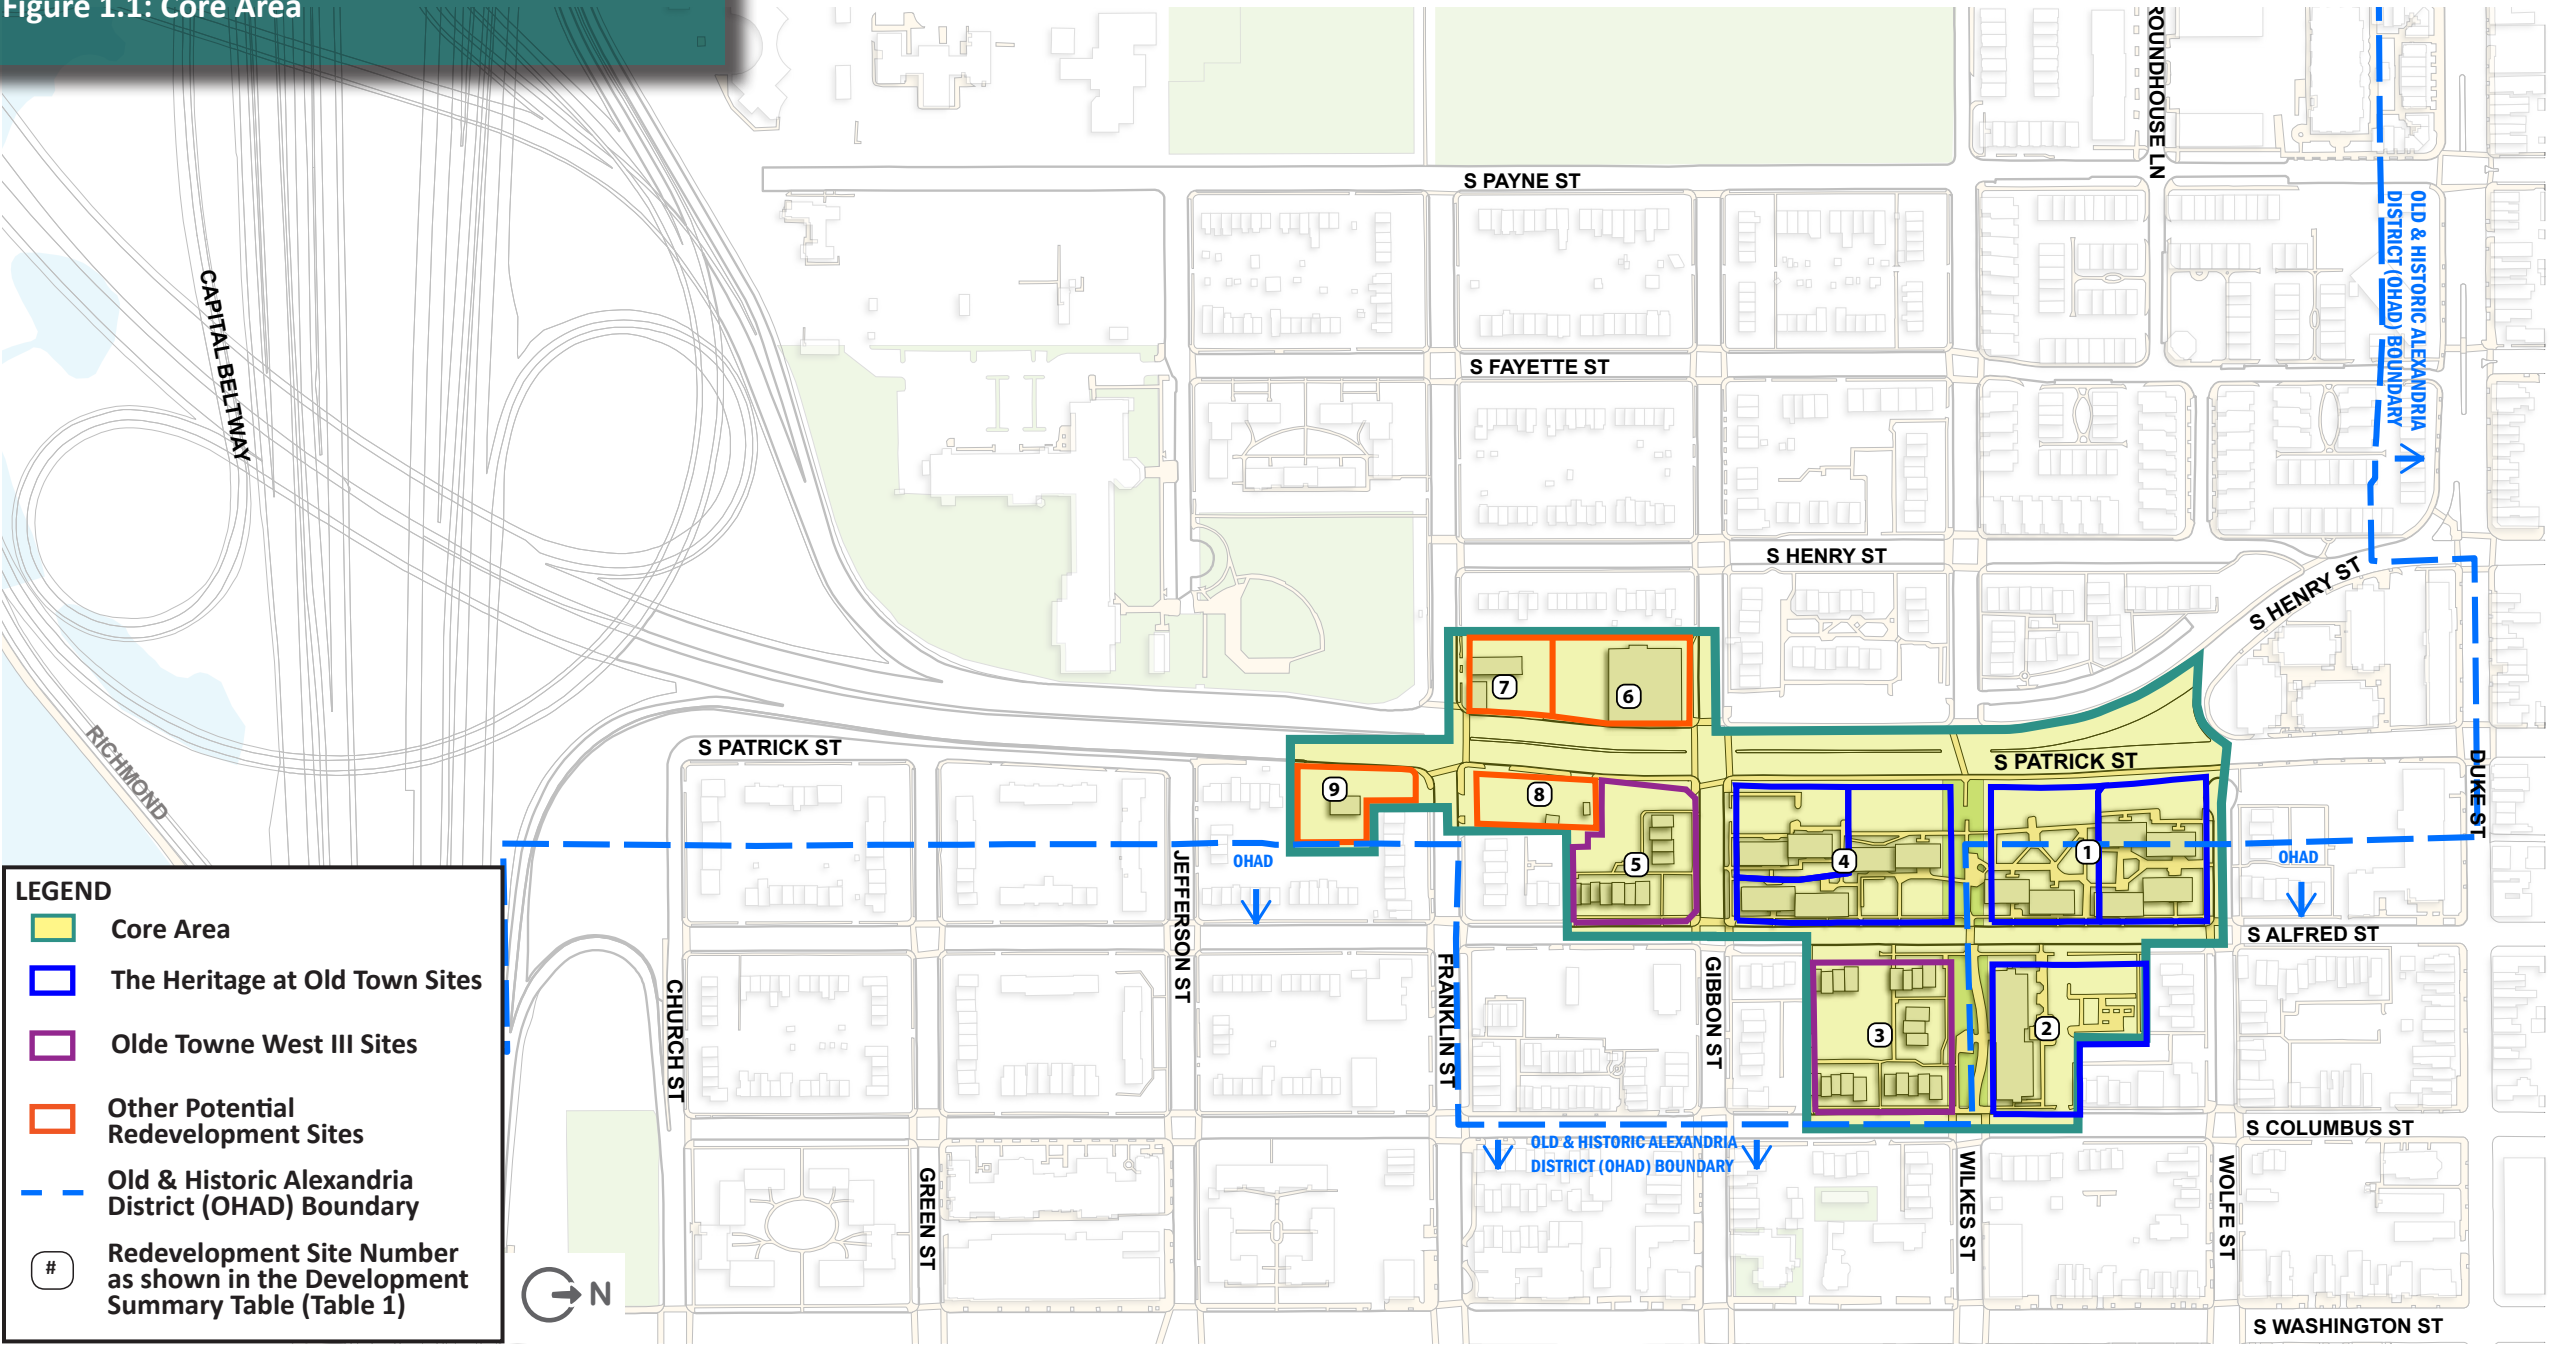 Figure 1.1: Core Area
ROUNDHOUSE LN
S PAYNE ST
OLD & HISTORIC ALEXANDRIA
DISTRICT (OHAD) BOUNDARY
CAPITAL BELTWAY
S FAYETTE ST
S HENRY ST
S HENRY ST
7
6
RICHMOND
S PATRICK ST
S PATRICK ST
DUKE ST
9
8
5
4
1
OHAD
OHAD
JEFFERSON ST
S ALFRED ST
CHURCH ST
FRANKLIN ST
GIBBON ST
3
2
S COLUMBUS ST
OLD & HISTORIC ALEXANDRIA
DISTRICT (OHAD) BOUNDARY
GREEN ST
WILKES ST
WOLFE ST
S WASHINGTON ST
N
LEGEND
Core Area
The Heritage at Old Town Sites
Olde Towne West III Sites
Other Potential
Redevelopment Sites
Old & Historic Alexandria
District (OHAD) Boundary
#
Redevelopment Site Number
as shown in the Development
Summary Table (Table 1)